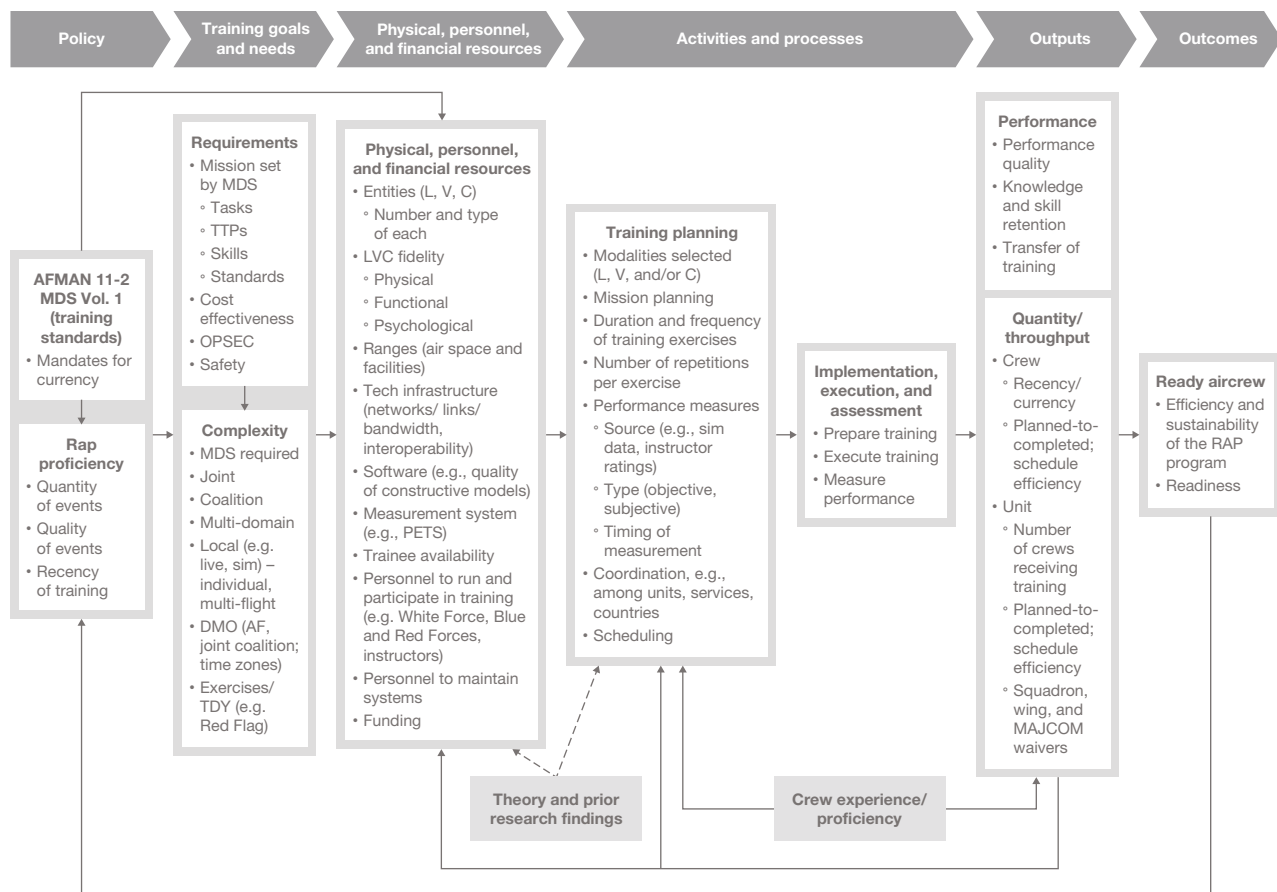 Policy
Training goals
and needs
Physical, personnel,
and financial resources
Activities and processes
Outputs
Outcomes
AFMAN 11-2
MDS Vol. 1
(training
standards)
• Mandates for
currency
Rap
proficiency
• Quantity
of events
• Quality
of events
• Recency
of training
Requirements
• Mission set
by MDS
◦ Tasks
◦ TTPs
◦ Skills
◦ Standards
• Cost
effectiveness
• OPSEC
• Safety
Complexity
• MDS required
• Joint
• Coalition
• Multi-domain
• Local (e.g.
live, sim) –
individual,
multi-flight
• DMO (AF,
joint coalition;
time zones)
• Exercises/
TDY (e.g.
Red Flag)
Physical, personnel,
and financial resources
• Entities (L, V, C)
◦ Number and type
of each
• LVC fidelity
◦ Physical
◦ Functional
◦ Psychological
• Ranges (air space and
facilities)
• Tech infrastructure
(networks/ links/
bandwidth,
interoperability)
• Software (e.g., quality
of constructive models)
• Measurement system
(e.g., PETS)
• Trainee availability
• Personnel to run and
participate in training
(e.g. White Force, Blue
and Red Forces,
instructors)
• Personnel to maintain
systems
• Funding
Training planning
• Modalities selected
(L, V, and/or C)
• Mission planning
• Duration and frequency
of training exercises
• Number of repetitions
per exercise
• Performance measures
◦ Source (e.g., sim
data, instructor
ratings)
◦ Type (objective,
subjective)
◦ Timing of
measurement
• Coordination, e.g.,
among units, services,
countries
• Scheduling
Implementation,
execution, and
assessment
• Prepare training
• Execute training
• Measure
performance
Performance
• Performance
quality
• Knowledge
and skill
retention
• Transfer of
training
Quantity/
throughput
• Crew
◦ Recency/
currency
◦ Planned-to-
completed;
schedule
efficiency
• Unit
◦ Number
of crews
receiving
training
◦ Planned-to-
completed;
schedule
efficiency
◦ Squadron,
wing, and
MAJCOM
waivers
Ready aircrew
• Efficiency and
sustainability
of the RAP
program
• Readiness
Theory and prior
research findings
Crew experience/
proficiency